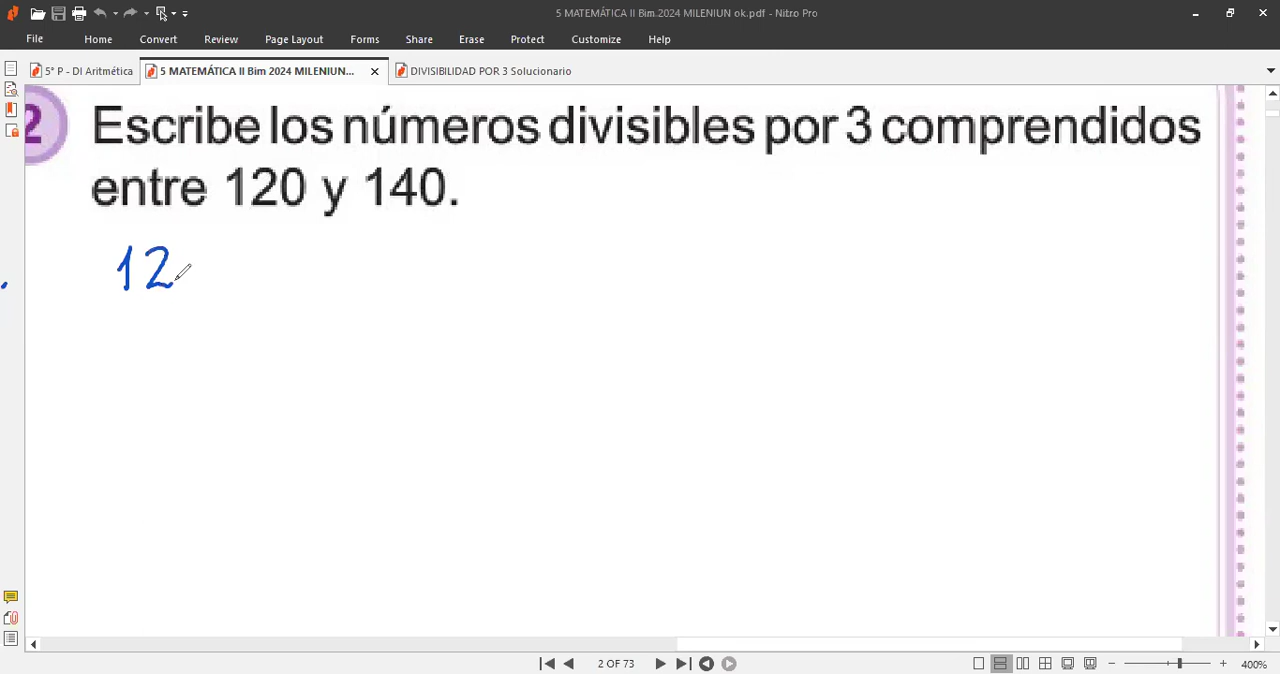 5 MATEMÁTICA II Bim 2024 MILENIUN ok.pdf - Nitro Pro
File Home Convert Review Page Layout Forms Share Erase Protect Customize Help
5° P - DI Aritmética 5 MATEMÁTICA II Bim 2024 MILENIUN... DIVISIBILIDAD POR 3 Solucionario
2 Escribe los números divisibles por 3 comprendidos
entre 120 y 140.
12
2 OF 73
400%